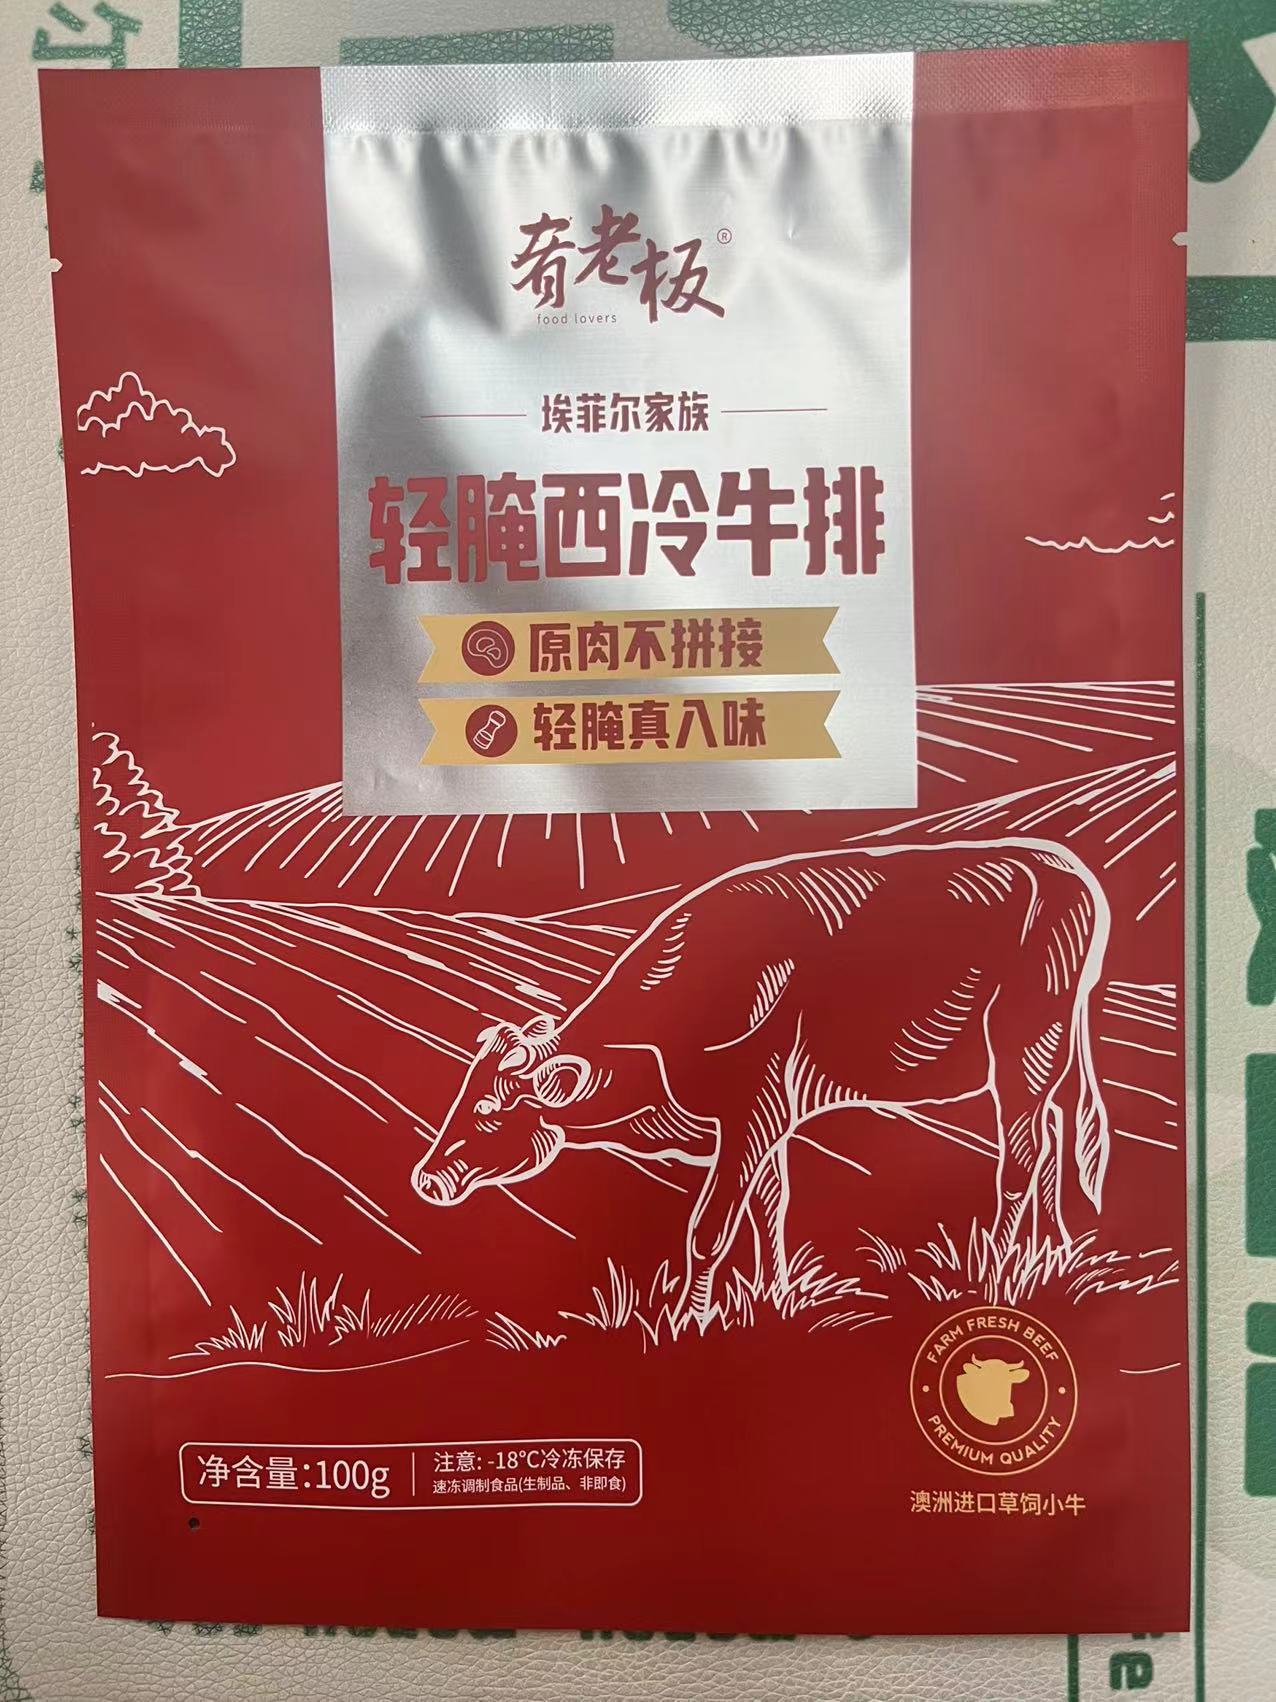 肴老板®
food lovers
埃菲尔家族
轻腌西冷牛排
原肉不拼接
轻腌真入味
FARM FRESH BEEF
PREMIUM QUALITY
澳洲进口草饲小牛
净含量:100g
注意: -18℃冷冻保存
速冻调制食品(生制品、非即食)